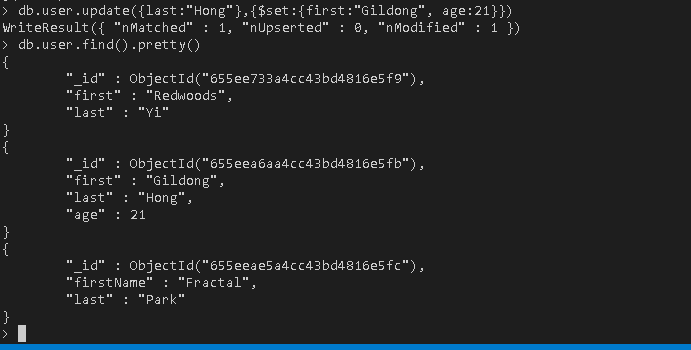 > db.user.update({last:"Hong"},{$set:{first:"Gildong", age:21}})
WriteResult({ "nMatched" : 1, "nUpserted" : 0, "nModified" : 1 })
> db.user.find().pretty()
{
        "_id" : ObjectId("655ee733a4cc43bd4816e5f9"),
        "first" : "Redwoods",
        "last" : "Yi"
}
{
        "_id" : ObjectId("655eea6aa4cc43bd4816e5fb"),
        "first" : "Gildong",
        "last" : "Hong",
        "age" : 21
}
{
        "_id" : ObjectId("655eeae5a4cc43bd4816e5fc"),
        "firstName" : "Fractal",
        "last" : "Park"
}
>